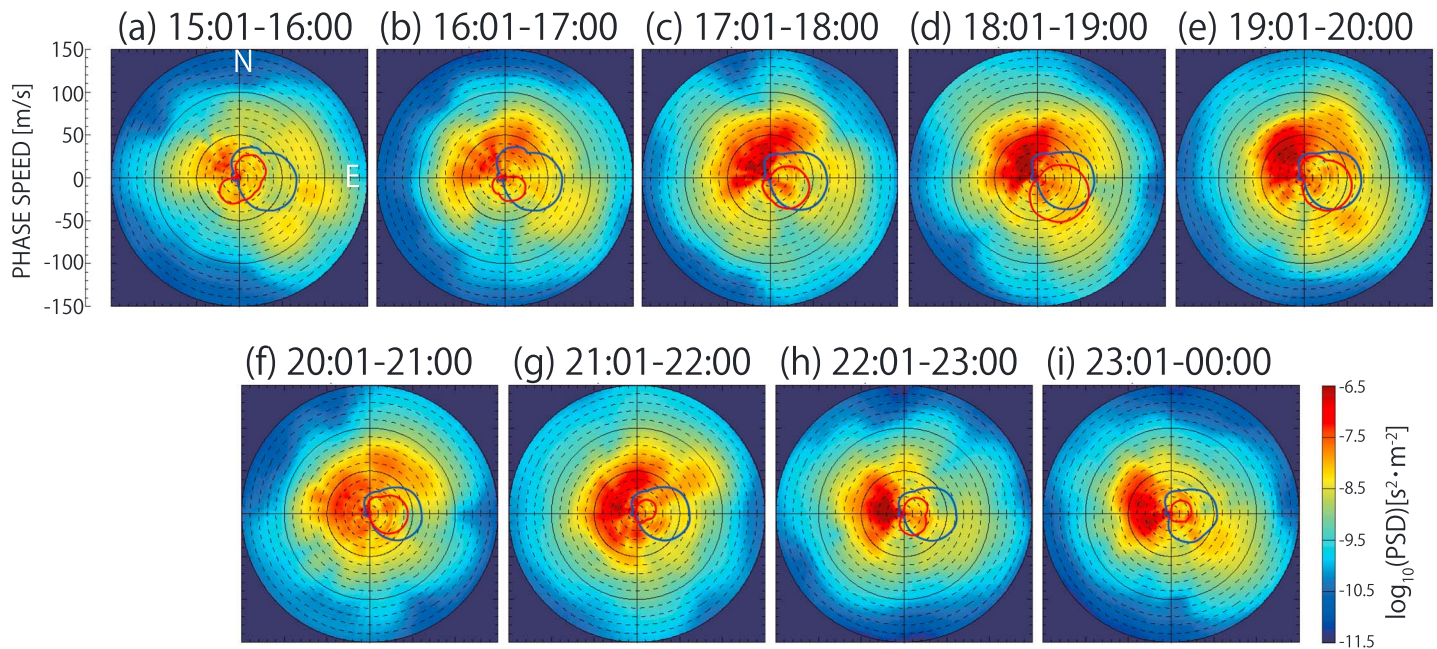 (a) 15:01-16:00
(b) 16:01-17:00
(c) 17:01-18:00
(d) 18:01-19:00
(e) 19:01-20:00
PHASE SPEED [m/s]
150
100
50
0
-50
-100
-150
N
E
(f) 20:01-21:00
(g) 21:01-22:00
(h) 22:01-23:00
(i) 23:01-00:00
-6.5
-7.5
-8.5
-9.5
-10.5
-11.5
log₁₀(PSD)[s²·m⁻²]